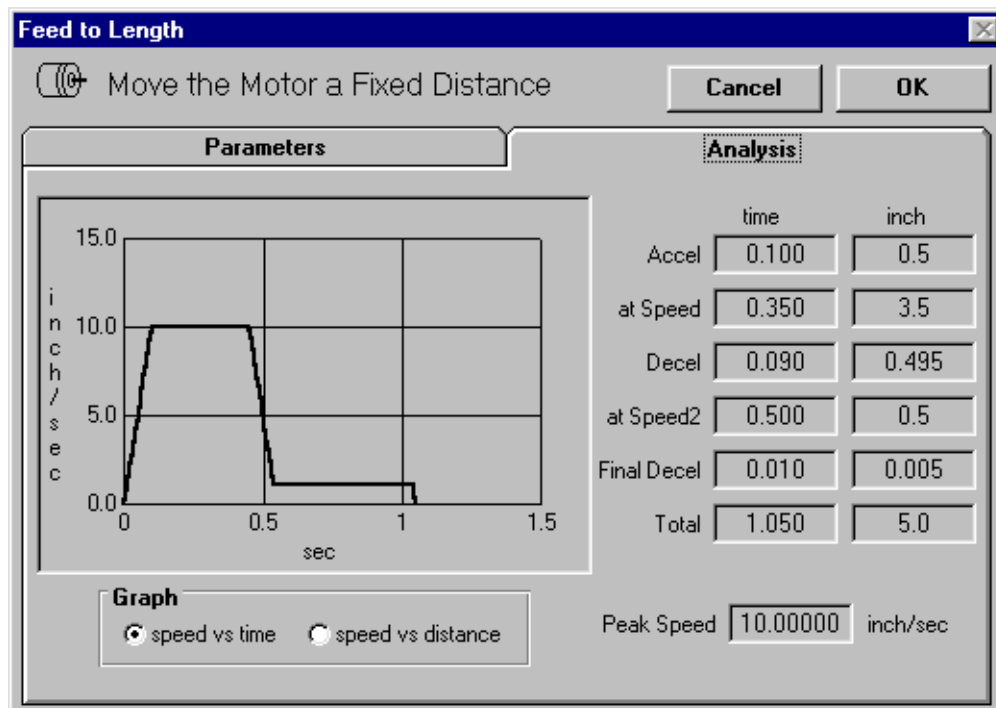 Feed to Length
Move the Motor a Fixed Distance
Cancel
OK
Parameters
Analysis
inch/sec
15.0
10.0
5.0
0.0
0
0.5
1
1.5
sec
time inch
Accel 0.100 0.5
at Speed 0.350 3.5
Decel 0.090 0.495
at Speed2 0.500 0.5
Final Decel 0.010 0.005
Total 1.050 5.0
Graph
speed vs time
speed vs distance
Peak Speed 10.00000 inch/sec